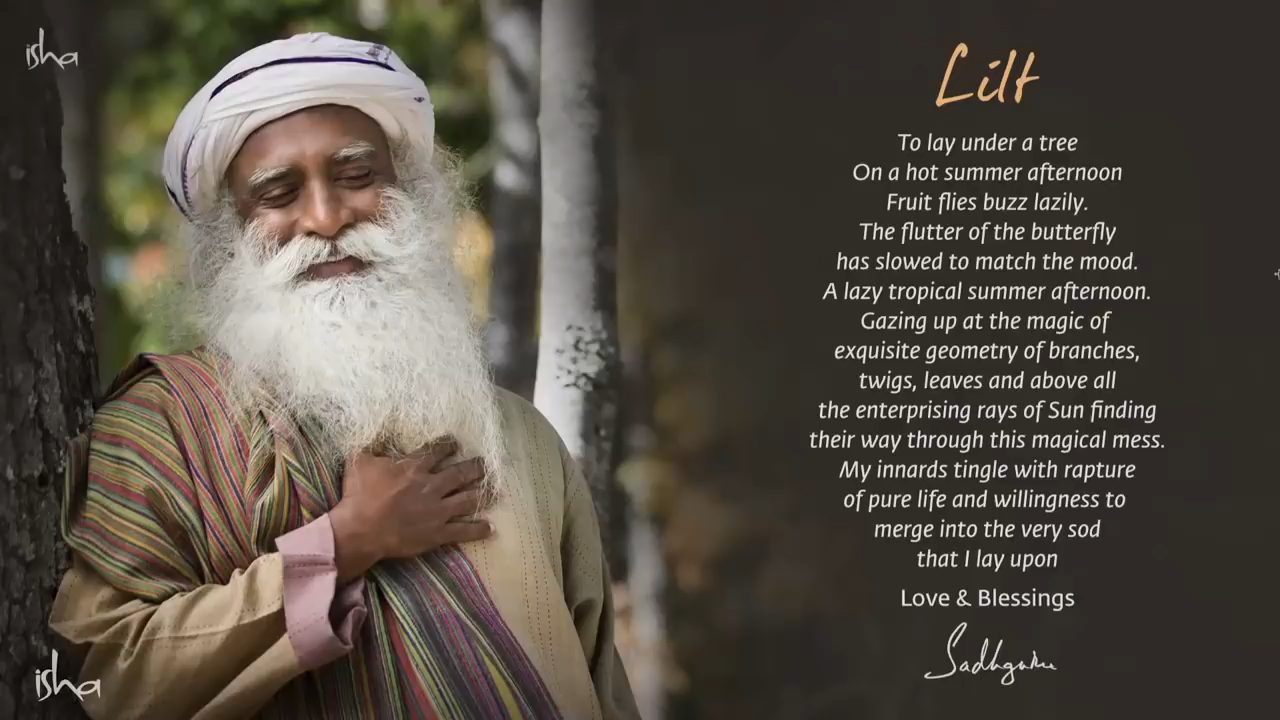 isha
Lilt
To lay under a tree
On a hot summer afternoon
Fruit flies buzz lazily.
The flutter of the butterfly
has slowed to match the mood.
A lazy tropical summer afternoon.
Gazing up at the magic of
exquisite geometry of branches,
twigs, leaves and above all
the enterprising rays of Sun finding
their way through this magical mess.
My innards tingle with rapture
of pure life and willingness to
merge into the very sod
that I lay upon
Love & Blessings
Sadhguru
isha